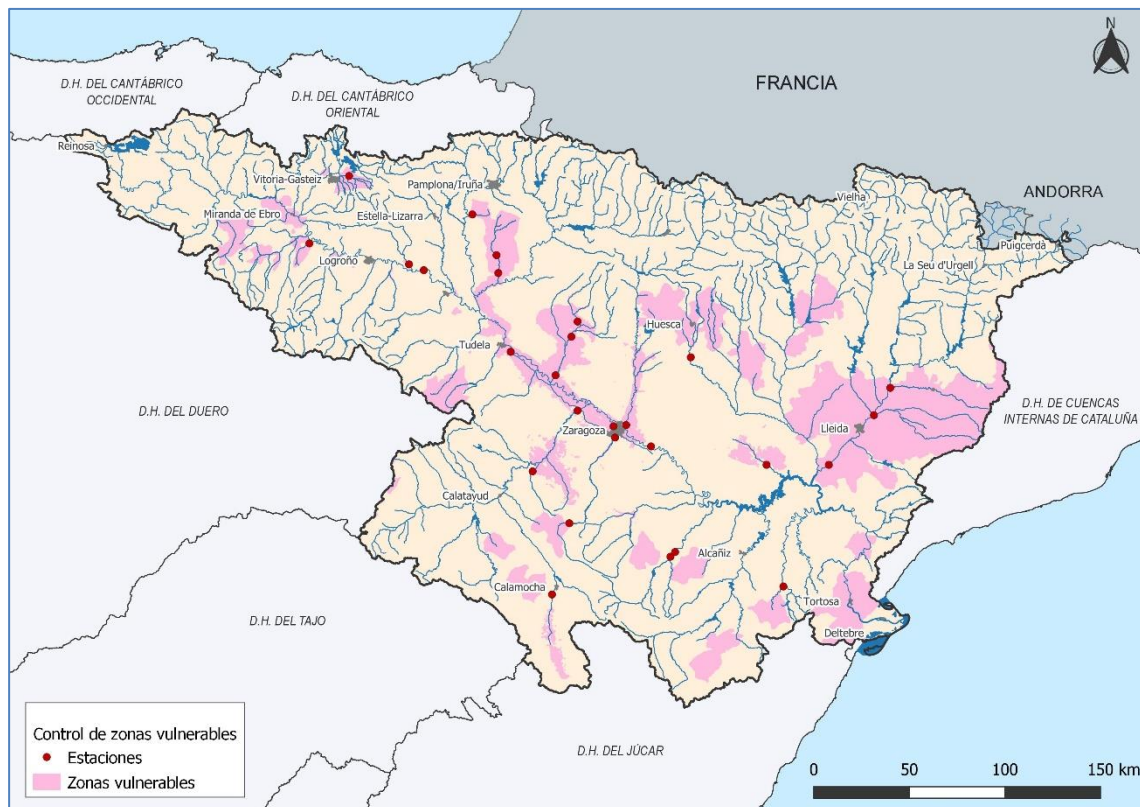 D.H. DEL CANTÁBRICO
OCCIDENTAL
D.H. DEL CANTÁBRICO
ORIENTAL
FRANCIA
ANDORRA
Reinosa
Vitoria-Gasteiz
Pamplona/Iruña
Vielha
Miranda de Ebro
Estella-Lizarra
Puigcerdà
Logroño
La Seu d'Urgell
Huesca
Tudela
D.H. DEL DUERO
D.H. DE CUENCAS
INTERNAS DE CATALUÑA
Zaragoza
Lleida
Calatayud
Alcañiz
Calamocha
Tortosa
D.H. DEL TAJO
Deltebre
D.H. DEL JÚCAR
Control de zonas vulnerables
Estaciones
Zonas vulnerables
0 50 100 150 km